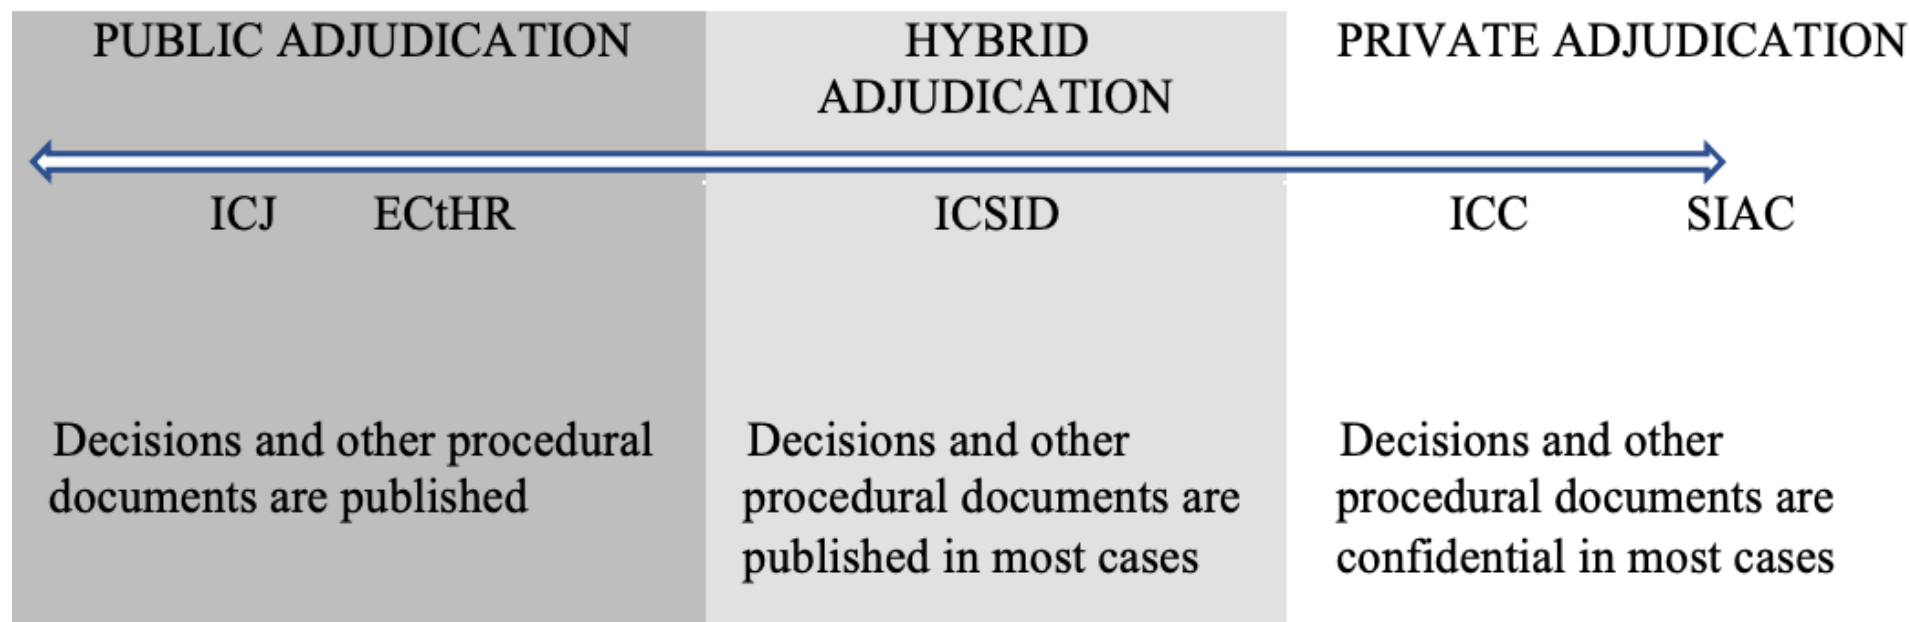 PUBLIC ADJUDICATION
HYBRID
ADJUDICATION
PRIVATE ADJUDICATION
ICJ
ECtHR
ICSID
ICC
SIAC
Decisions and other procedural
documents are published
Decisions and other
procedural documents are
published in most cases
Decisions and other
procedural documents are
confidential in most cases